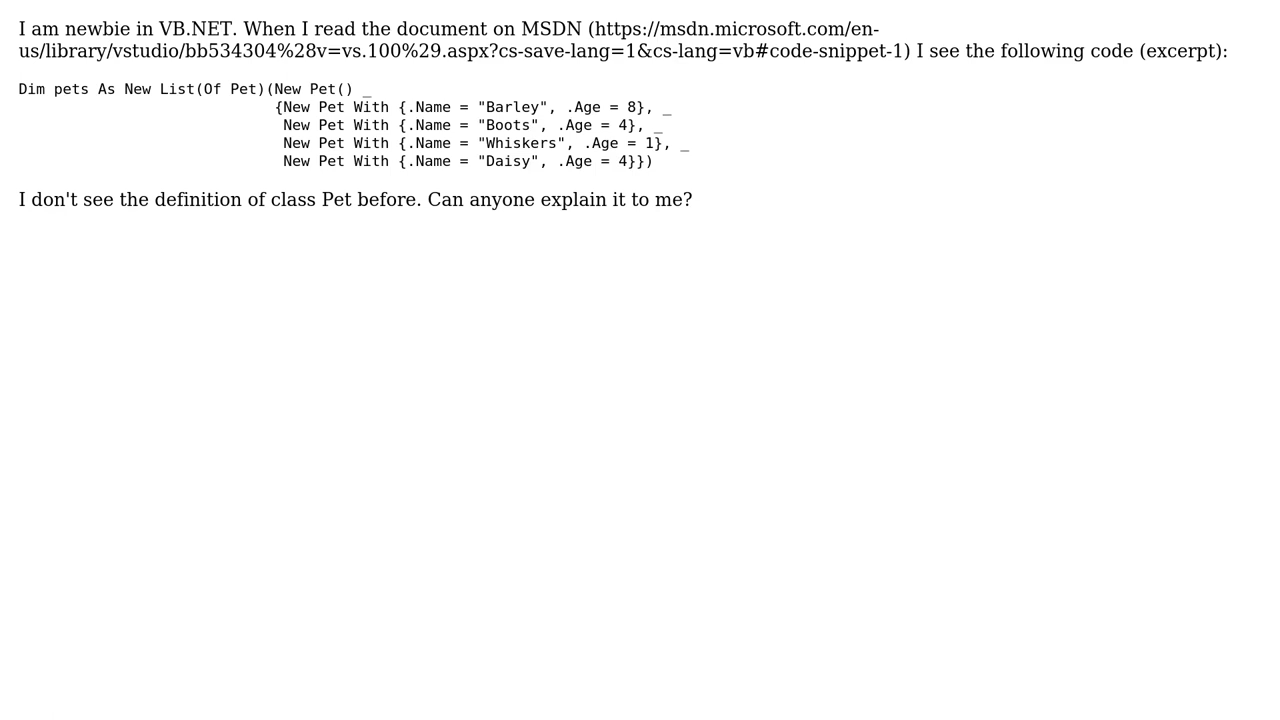 I am newbie in VB.NET. When I read the document on MSDN (https://msdn.microsoft.com/en-
us/library/vstudio/bb534304%28v=vs.100%29.aspx?cs-save-lang=1&cs-lang=vb#code-snippet-1) I see the following code (excerpt):
Dim pets As New List(Of Pet)(New Pet() _
                             {New Pet With {.Name = "Barley", .Age = 8}, _
                              New Pet With {.Name = "Boots", .Age = 4}, _
                              New Pet With {.Name = "Whiskers", .Age = 1}, _
                              New Pet With {.Name = "Daisy", .Age = 4}})
I don't see the definition of class Pet before. Can anyone explain it to me?